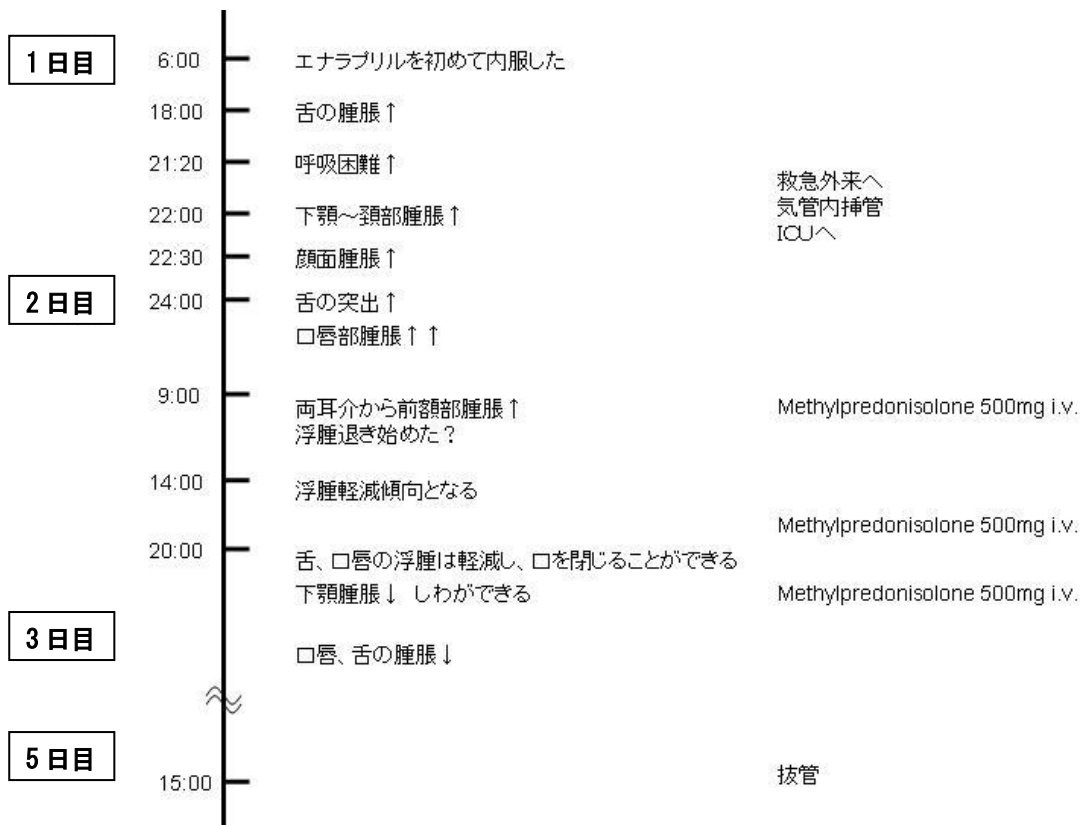 1日目
6:00 エナラプリルを初めて内服した
18:00 舌の腫脹↑
21:20 呼吸困難↑
救急外来へ
22:00 下顎～頚部腫脹↑ 気管内挿管
ICUへ
22:30 顔面腫脹↑
2日目
24:00 舌の突出↑
口唇部腫脹↑↑
9:00 両耳介から前額部腫脹↑ Methylpredonisolone 500mg i.v.
浮腫退き始めた？
14:00 浮腫軽減傾向となる
Methylpredonisolone 500mg i.v.
20:00 舌、口唇の浮腫は軽減し、口を閉じることができる
下顎腫脹↓ しわができる Methylpredonisolone 500mg i.v.
3日目
口唇、舌の腫脹↓
5日目
15:00 抜管